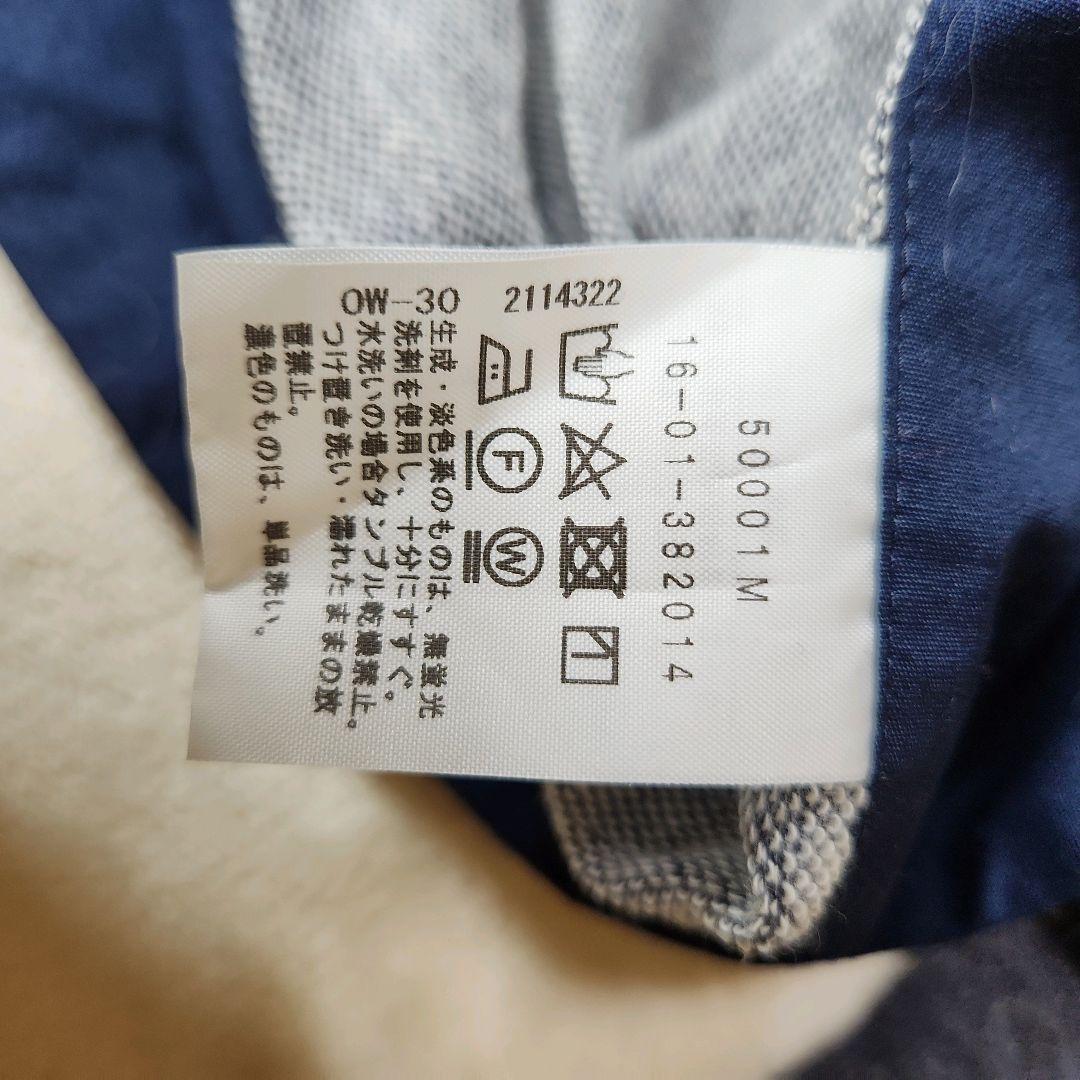 50001M
16-01-382014
F
W
生成・淡色系のものは、無蛍光
洗剤を使用し、十分にすすぐ。
水洗いの場合タンブル乾燥禁止。
つけ置き洗い・濡れたままの放
置禁止。
濃色のものは、単品洗い。
OW-30 2114322